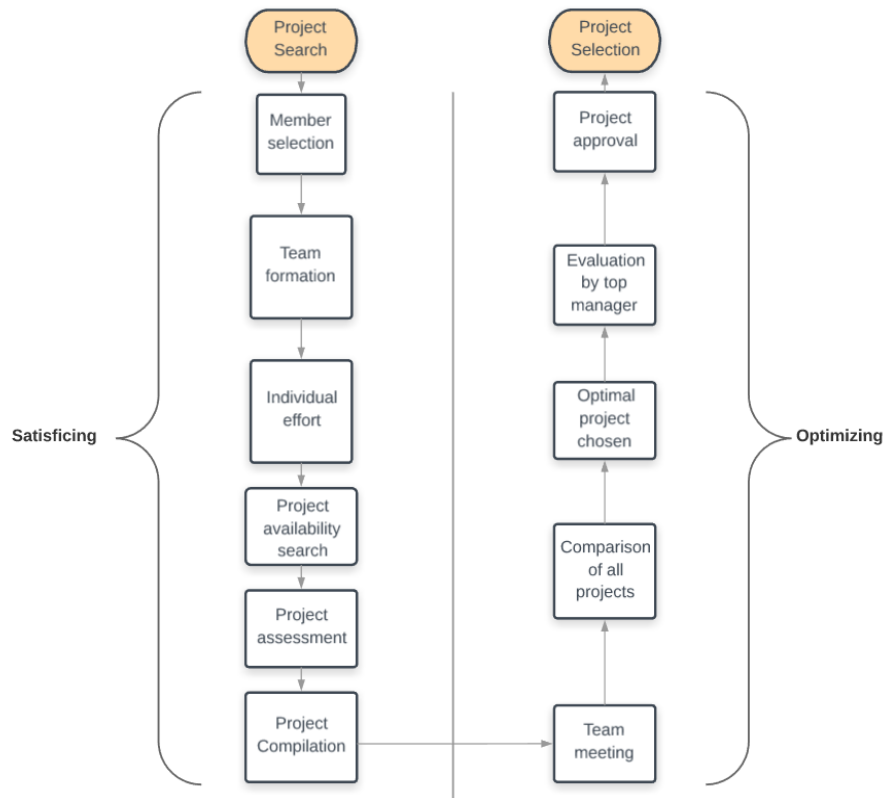 Project
Search
Member
selection
Team
formation
Individual
effort
Project
availability
search
Project
assessment
Project
Compilation
Satisficing
Project
Selection
Project
approval
Evaluation
by top
manager
Optimal
project
chosen
Comparison
of all
projects
Team
meeting
Optimizing